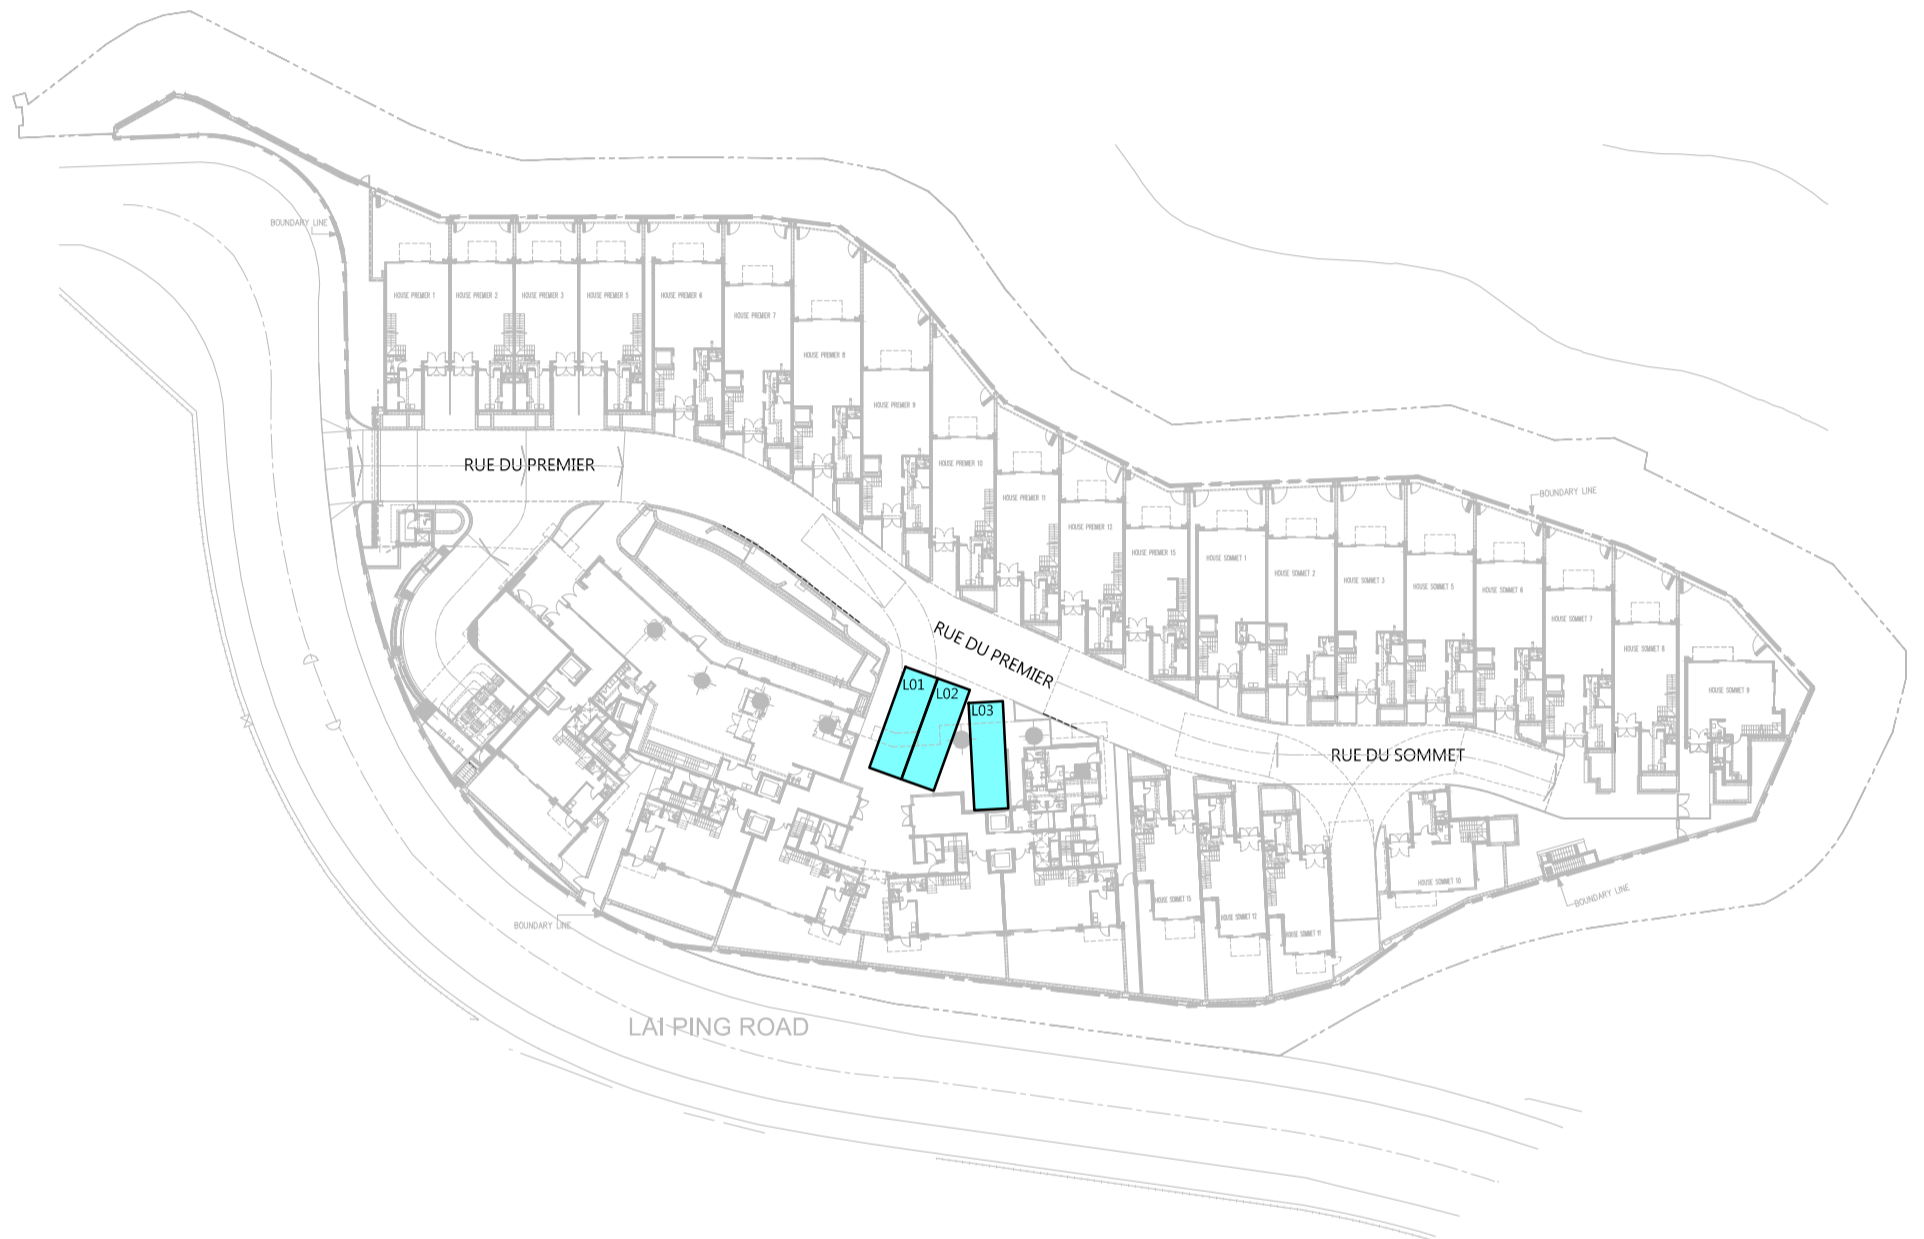 BOUNDARY LINE
HOUSE PREMIER 1
HOUSE PREMIER 2
HOUSE PREMIER 3
HOUSE PREMIER 5
HOUSE PREMIER 6
HOUSE PREMIER 7
HOUSE PREMIER 8
HOUSE PREMIER 9
HOUSE PREMIER 10
HOUSE PREMIER 11
HOUSE PREMIER 12
HOUSE PREMIER 15
HOUSE SOMMET 1
HOUSE SOMMET 2
HOUSE SOMMET 3
HOUSE SOMMET 5
HOUSE SOMMET 6
HOUSE SOMMET 7
HOUSE SOMMET 8
HOUSE SOMMET 9
BOUNDARY LINE
RUE DU PREMIER
RUE DU PREMIER
L01
L02
L03
RUE DU SOMMET
HOUSE SOMMET 15
HOUSE SOMMET 12
HOUSE SOMMET 11
HOUSE SOMMET 10
BOUNDARY LINE
BOUNDARY LINE
LAI PING ROAD